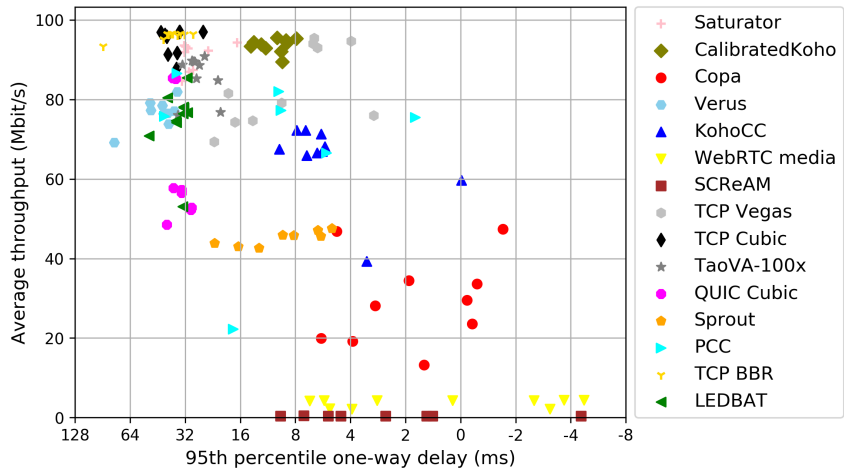 100
80
60
40
20
0
Average throughput (Mbit/s)
128 64 32 16 8 4 2 0 -2 -4 -8
95th percentile one-way delay (ms)
Saturator
CalibratedKoho
Copa
Verus
KohoCC
WebRTC media
SCReAM
TCP Vegas
TCP Cubic
TaoVA-100x
QUIC Cubic
Sprout
PCC
TCP BBR
LEDBAT